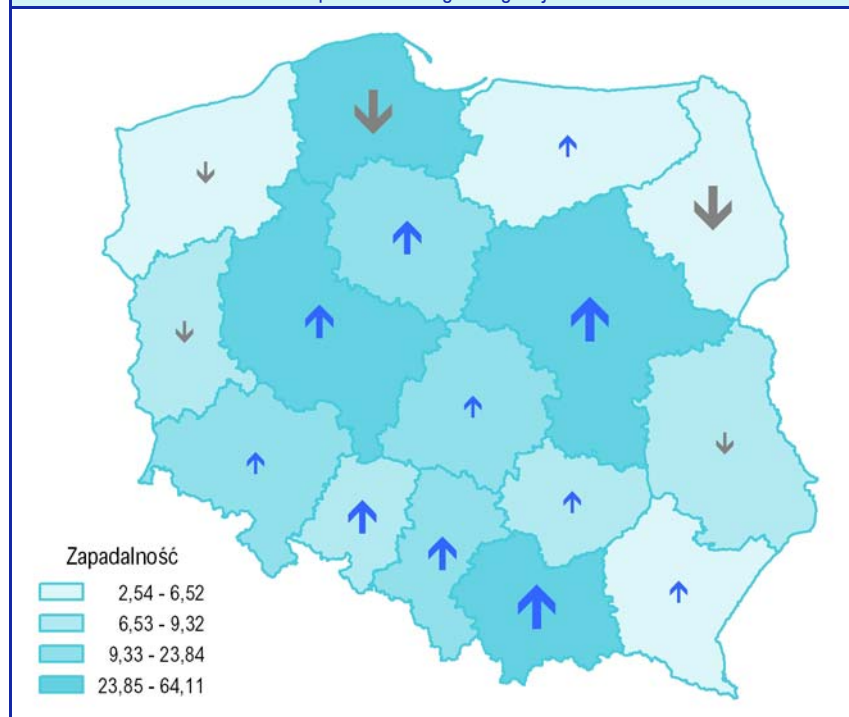 Zapadalność
2,54 - 6,52
6,53 - 9,32
9,33 - 23,84
23,85 - 64,11